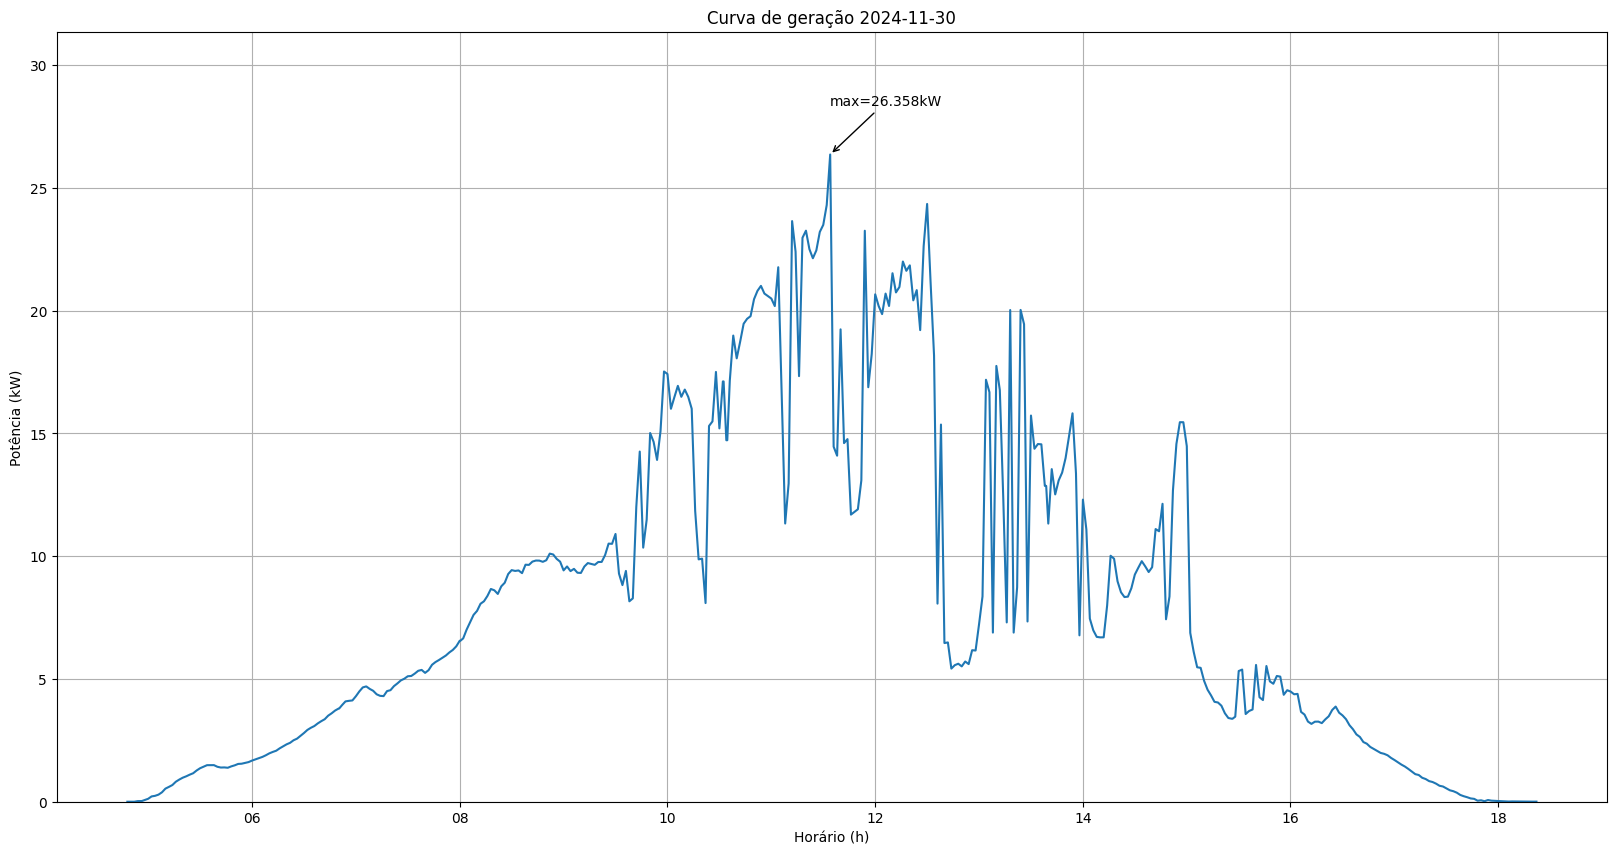 Curva de geração 2024-11-30
30
25
20
15
10
5
0
Potência (kW)
max=26.358kW
06 08 10 12 14 16 18
Horário (h)